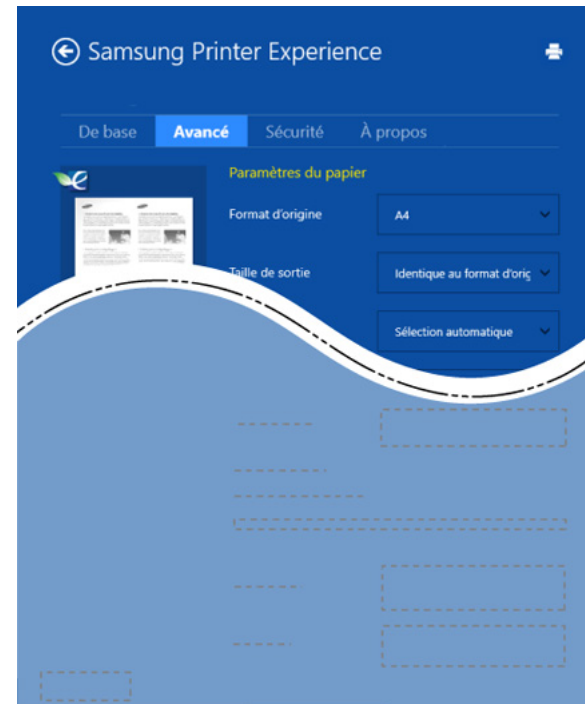 Samsung Printer Experience
De base Avancé Sécurité À propos
Paramètres du papier
Format d'origine A4
Taille de sortie Identique au format d'orig
Sélection automatique